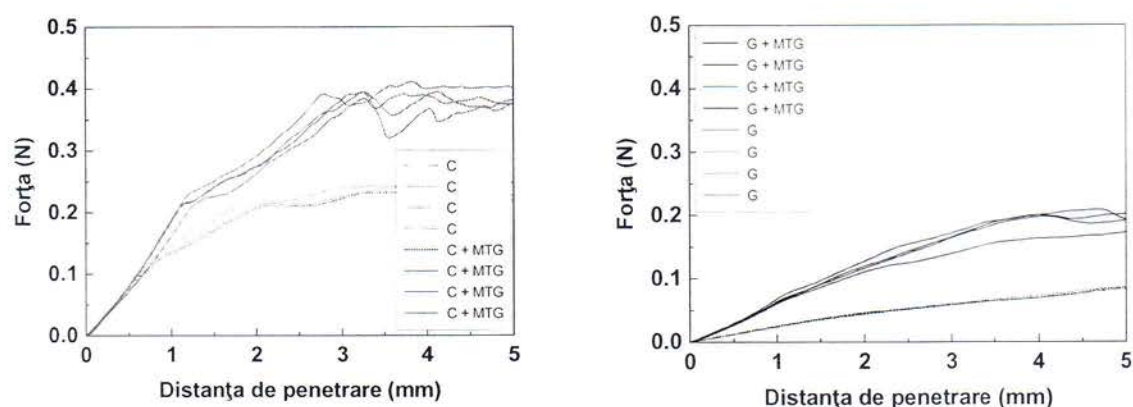 0.5
0.4
0.3
0.2
0.1
0.0
Forţa (N)
C
C
C
C
C + MTG
C + MTG
C + MTG
C + MTG
0 1 2 3 4 5
Distanţa de penetrare (mm)
0.5
0.4
0.3
0.2
0.1
0.0
Forţa (N)
G + MTG
G + MTG
G + MTG
G + MTG
G
G
G
G
0 1 2 3 4 5
Distanţa de penetrare (mm)